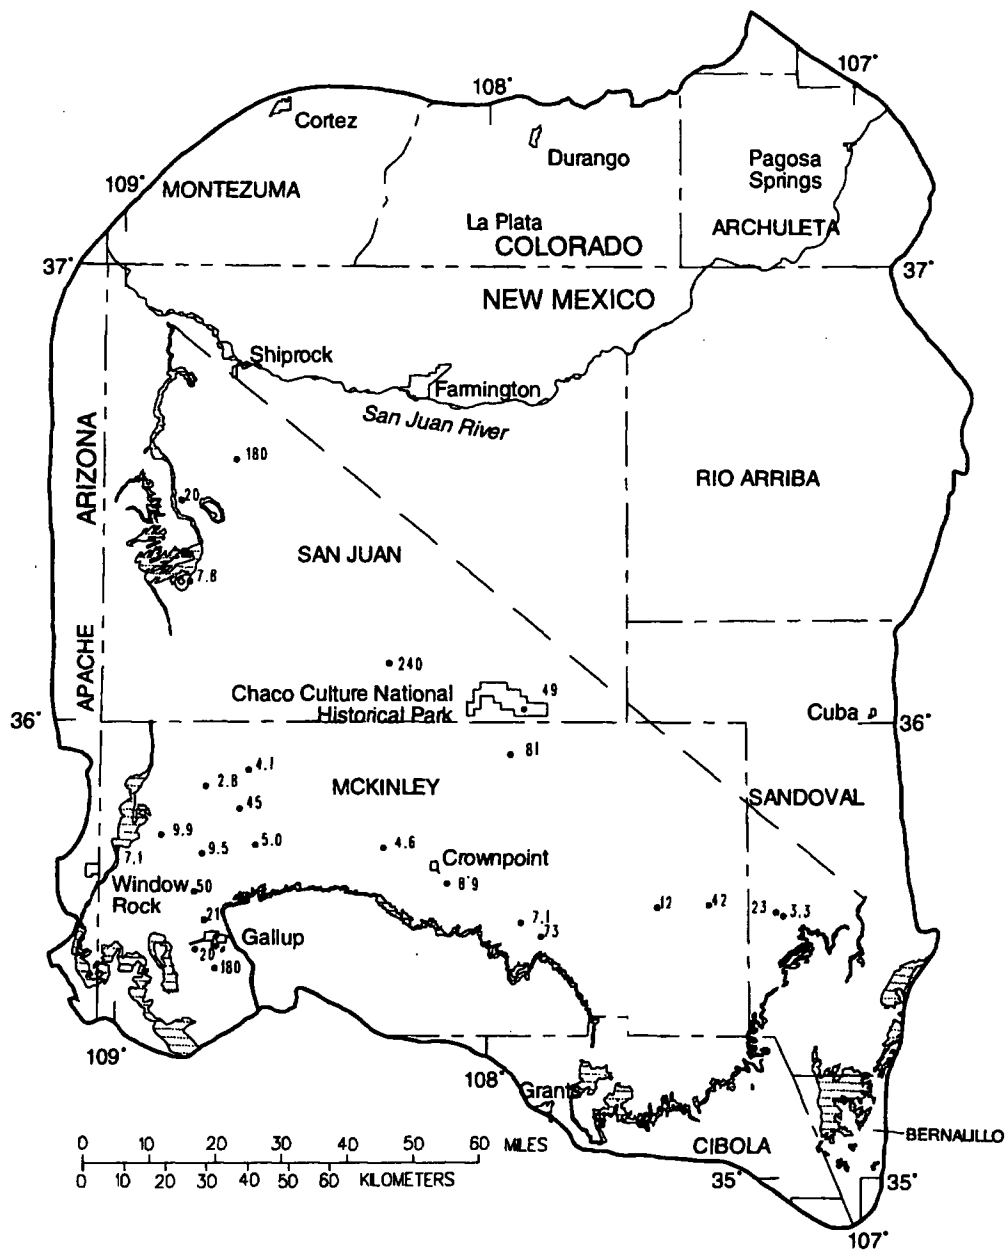 107°
108°
Cortez
Durango
Pagosa
Springs
109°
MONTEZUMA
La Plata
ARCHULETA
COLORADO
37°
37°
NEW MEXICO
Shiprock
Farmington
San Juan River
ARIZONA
180
RIO ARRIBA
20
SAN JUAN
7.8
APACHE
240
Chaco Culture National
Historical Park
49
Cuba
36°
36°
81
4.1
2.8
MCKINLEY
SANDOVAL
45
9.9
5.0
4.6
9.5
7.1
Crownpoint
Window
Rock
50
8.9
12
42
23
3.3
21
7.1
73
Gallup
20
180
109°
108°
Grants
BERNALILLO
CIBOLA
0 10 20 30 40 50 60 MILES
0 10 20 30 40 50 60 KILOMETERS
35°
35°
107°